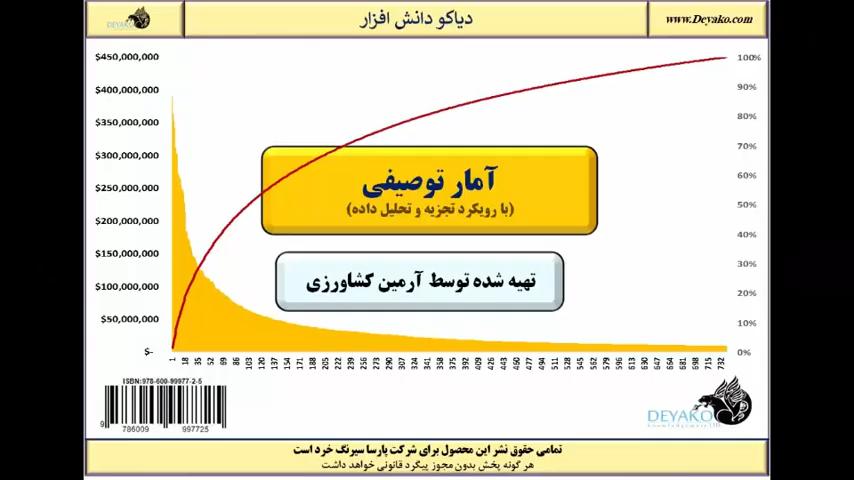 DEYAKO
دیاکو دانش افزار
www.Deyako.com
$450,000,000
$400,000,000
$350,000,000
$300,000,000
$250,000,000
$200,000,000
$150,000,000
$100,000,000
$50,000,000
$-
100%
90%
80%
70%
60%
50%
40%
30%
20%
10%
0%
آمار توصیفی
(با رویکرد تجزیه و تحلیل داده)
تهیه شده توسط آرمین کشاورزی
1 18 35 52 69 86 103 120 137 154 171 188 205 222 239 256 273 290 307 324 341 358 375 392 409 426 443 460 477 494 511 528 545 562 579 596 613 630 647 664 681 698 715 732
ISBN:978-600-99977-2-5
9 786009 997725
DEYAKO
تمامی حقوق نشر این محصول برای شرکت پارسا سیرنگ خرد است
هر گونه پخش بدون مجوز پیگرد قانونی خواهد داشت